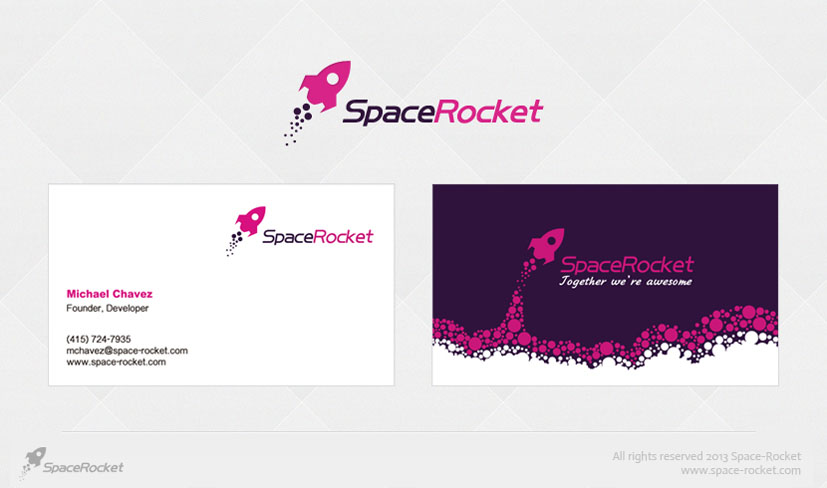 SpaceRocket
SpaceRocket
Michael Chavez
Founder, Developer
(415) 724-7935
mchavez@space-rocket.com
www.space-rocket.com
SpaceRocket
Together we're awesome
SpaceRocket
All rights reserved 2013 Space-Rocket
www.space-rocket.com